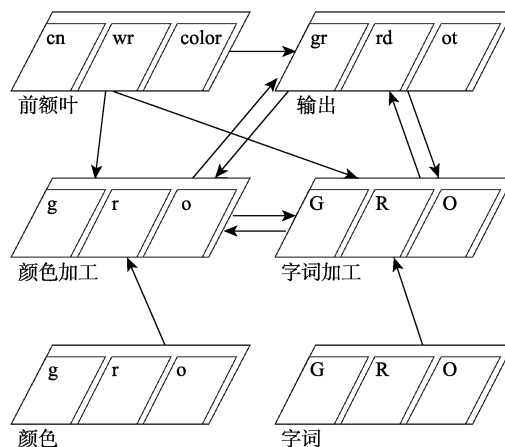 cn wr color
gr rd ot
前额叶
输出
g r o
G R O
颜色加工
字词加工
g r o
G R O
颜色
字词